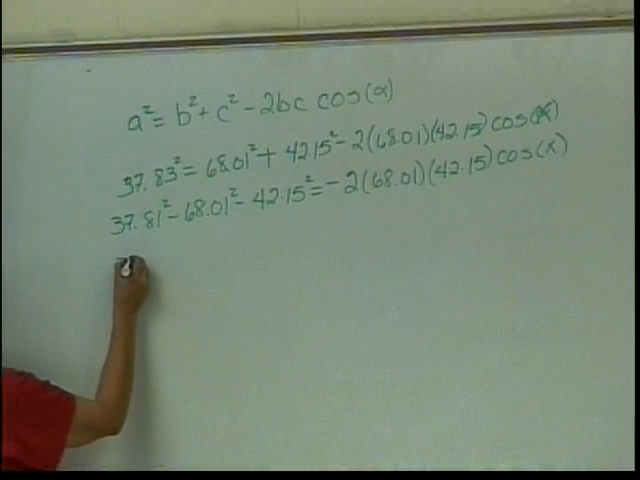 a² = b² + c² - 2bc cos(α)
37.83² = 68.01² + 42.15² - 2(68.01)(42.15) cos(α)
37.81² - 68.01² - 42.15² = -2(68.01)(42.15) cos(x)